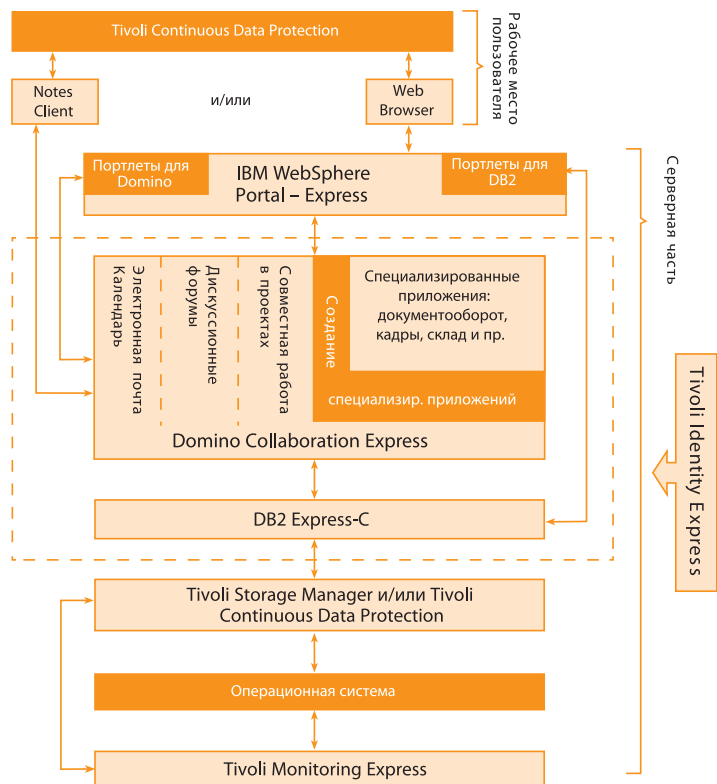 Tivoli Continuous Data Protection
Рабочее место
пользователя
Notes
Client
и/или
Web
Browser
Портлеты для
Domino
IBM WebSphere
Portal – Express
Портлеты для
DB2
Серверная часть
Электронная почта
Календарь
Дискуссионные
форумы
Совместная работа
в проектах
Создание
Специализированные
приложения:
документооборот,
кадры, склад и пр.
специализир. приложений
Domino Collaboration Express
Tivoli Identity Express
DB2 Express-C
Tivoli Storage Manager и/или Tivoli
Continuous Data Protection
Операционная система
Tivoli Monitoring Express